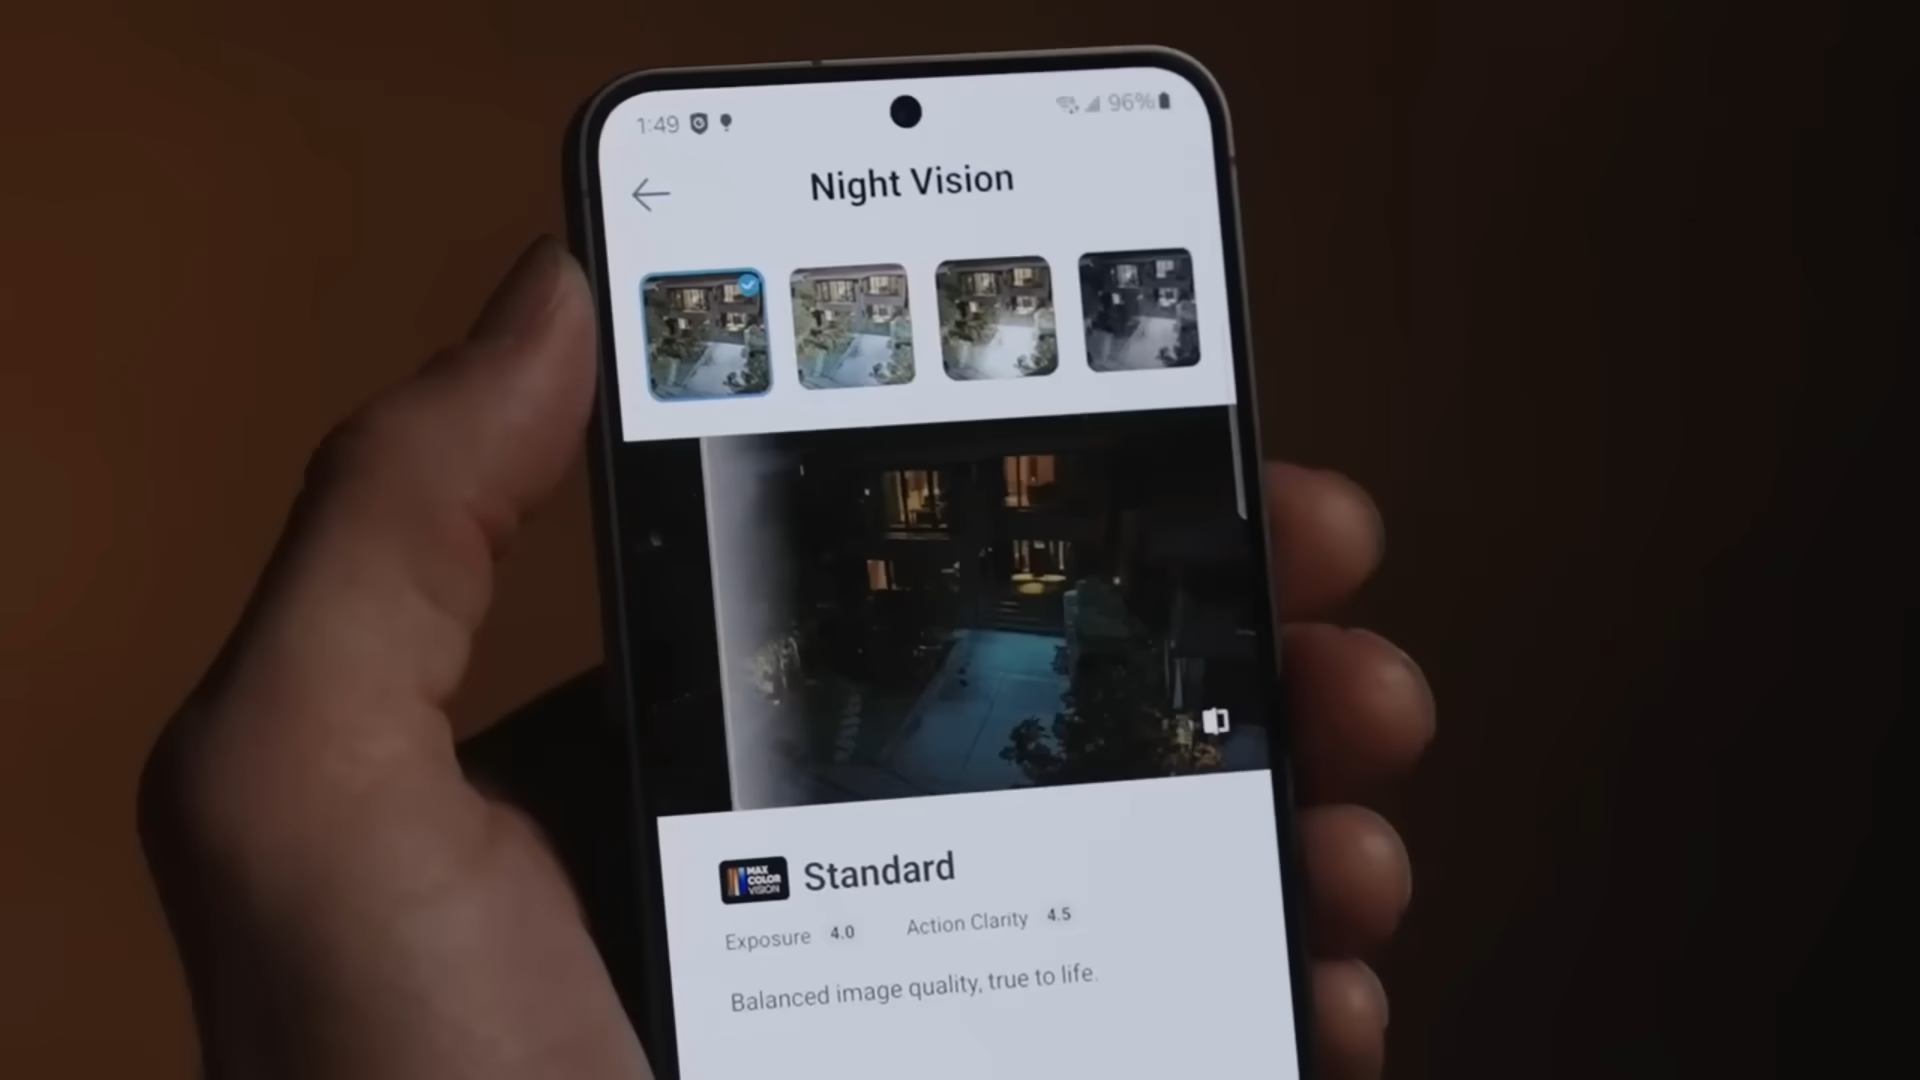 1:49
96%
Night Vision
MAX
COLOR
VISION
Standard
Exposure 4.0 Action Clarity 4.5
Balanced image quality, true to life.